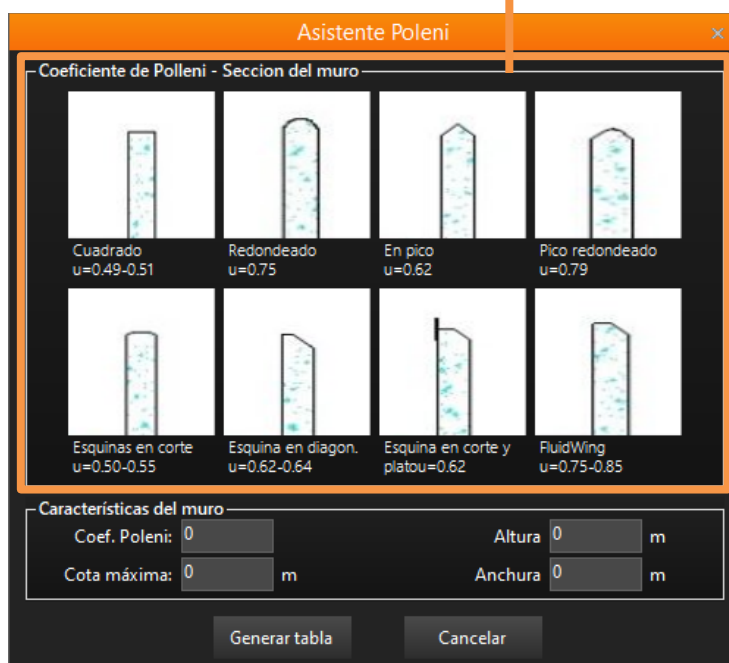 Asistente Poleni
Coeficiente de Polleni - Seccion del muro
Cuadrado
u=0.49-0.51
Redondeado
u=0.75
En pico
u=0.62
Pico redondeado
u=0.79
Esquinas en corte
u=0.50-0.55
Esquina en diagon.
u=0.62-0.64
Esquina en corte y
platou=0.62
FluidWing
u=0.75-0.85
Características del muro
Coef. Poleni: 0
Altura 0 m
Cota máxima: 0 m
Anchura 0 m
Generar tabla
Cancelar